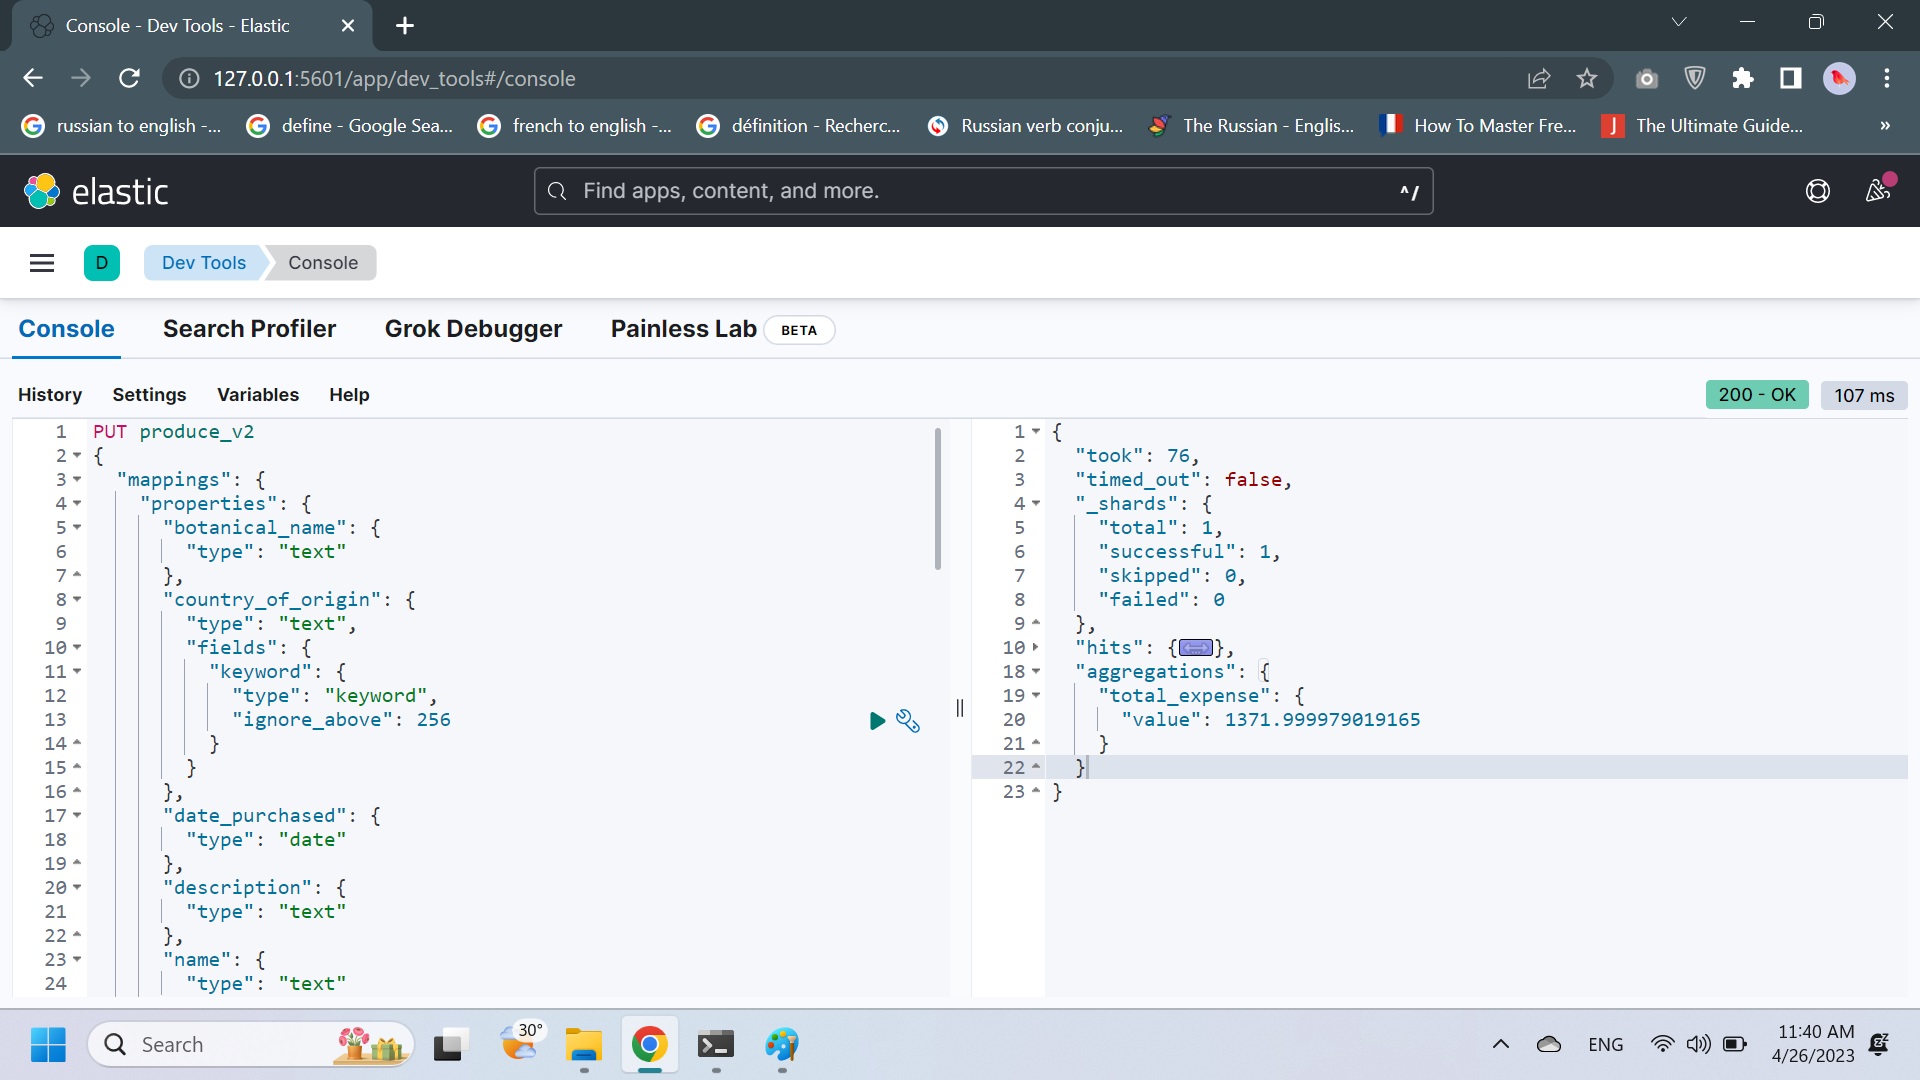 Console - Dev Tools - Elastic
127.0.0.1:5601/app/dev_tools#/console
russian to english -...
define - Google Sea...
french to english -...
définition - Recherc...
Russian verb conju...
The Russian - Englis...
How To Master Fre...
J
The Ultimate Guide...
»
elastic
Find apps, content, and more.
^/
D
Dev Tools
Console
Console
Search Profiler
Grok Debugger
Painless Lab
BETA
History
Settings
Variables
Help
200 - OK
107 ms
1 PUT produce_v2
2 {
3 "mappings": {
4 "properties": {
5 "botanical_name": {
6 "type": "text"
7 },
8 "country_of_origin": {
9 "type": "text",
10 "fields": {
11 "keyword": {
12 "type": "keyword",
13 "ignore_above": 256
14 }
15 }
16 },
17 "date_purchased": {
18 "type": "date"
19 },
20 "description": {
21 "type": "text"
22 },
23 "name": {
24 "type": "text"
1 {
2 "took": 76,
3 "timed_out": false,
4 "_shards": {
5 "total": 1,
6 "successful": 1,
7 "skipped": 0,
8 "failed": 0
9 },
10 "hits": {},
18 "aggregations": {
19 "total_expense": {
20 "value": 1371.999979019165
21 }
22 }
23 }
Search
30°
ENG
11:40 AM
4/26/2023